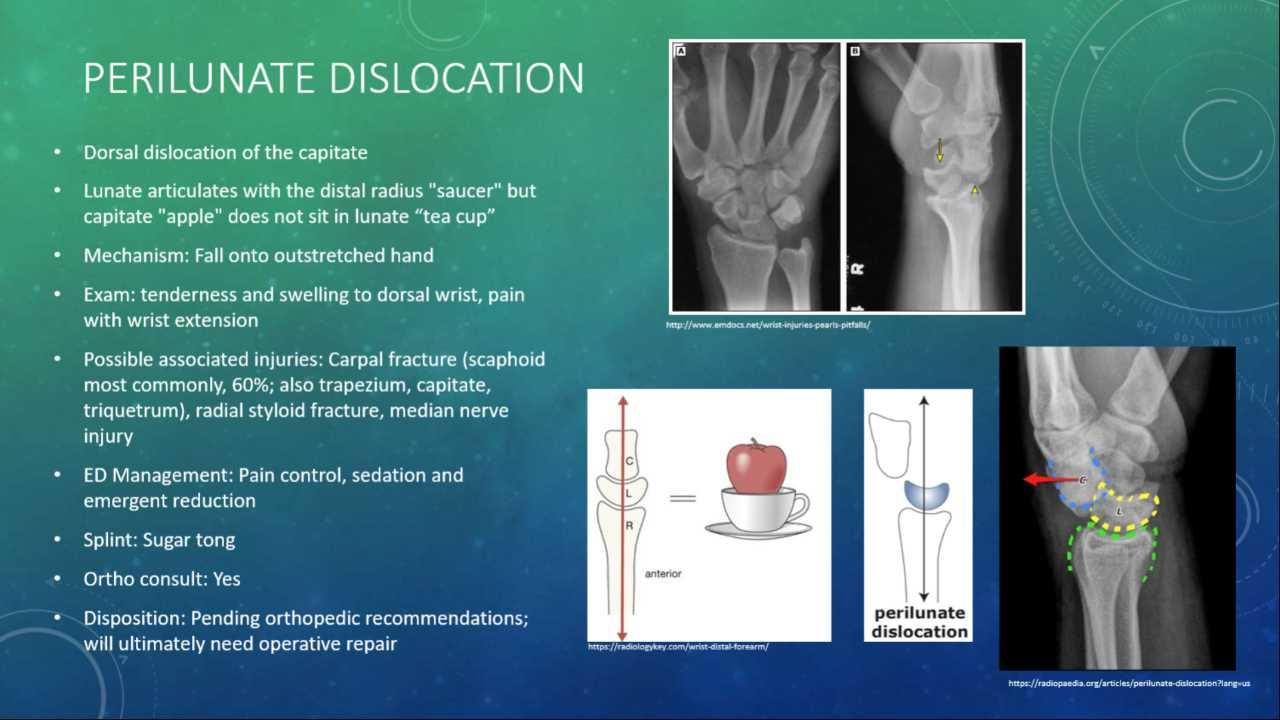 PERILUNATE DISLOCATION
• Dorsal dislocation of the capitate
• Lunate articulates with the distal radius "saucer" but
capitate "apple" does not sit in lunate “tea cup”
• Mechanism: Fall onto outstretched hand
• Exam: tenderness and swelling to dorsal wrist, pain
with wrist extension
• Possible associated injuries: Carpal fracture (scaphoid
most commonly, 60%; also trapezium, capitate,
triquetrum), radial styloid fracture, median nerve
injury
• ED Management: Pain control, sedation and
emergent reduction
• Splint: Sugar tong
• Ortho consult: Yes
• Disposition: Pending orthopedic recommendations;
will ultimately need operative repair
A
B
R
http://www.emdocs.net/wrist-injuries-pearls-pitfalls/
C
L
R
anterior
https://radiologykey.com/wrist-distal-forearm/
perilunate
dislocation
C
L
https://radiopaedia.org/articles/perilunate-dislocation?lang=us